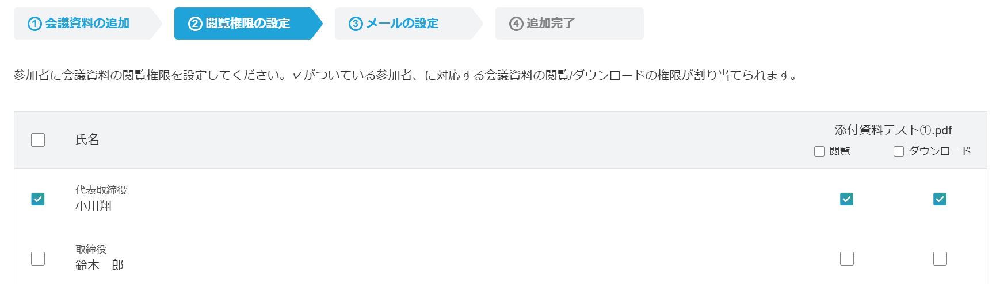 ① 会議資料の追加
② 閲覧権限の設定
③ メールの設定
④ 追加完了
参加者に会議資料の閲覧権限を設定してください。✓がついている参加者、に対応する会議資料の閲覧/ダウンロードの権限が割り当てられます。
氏名
添付資料テスト①.pdf
閲覧
ダウンロード
代表取締役
小川翔
取締役
鈴木一郎